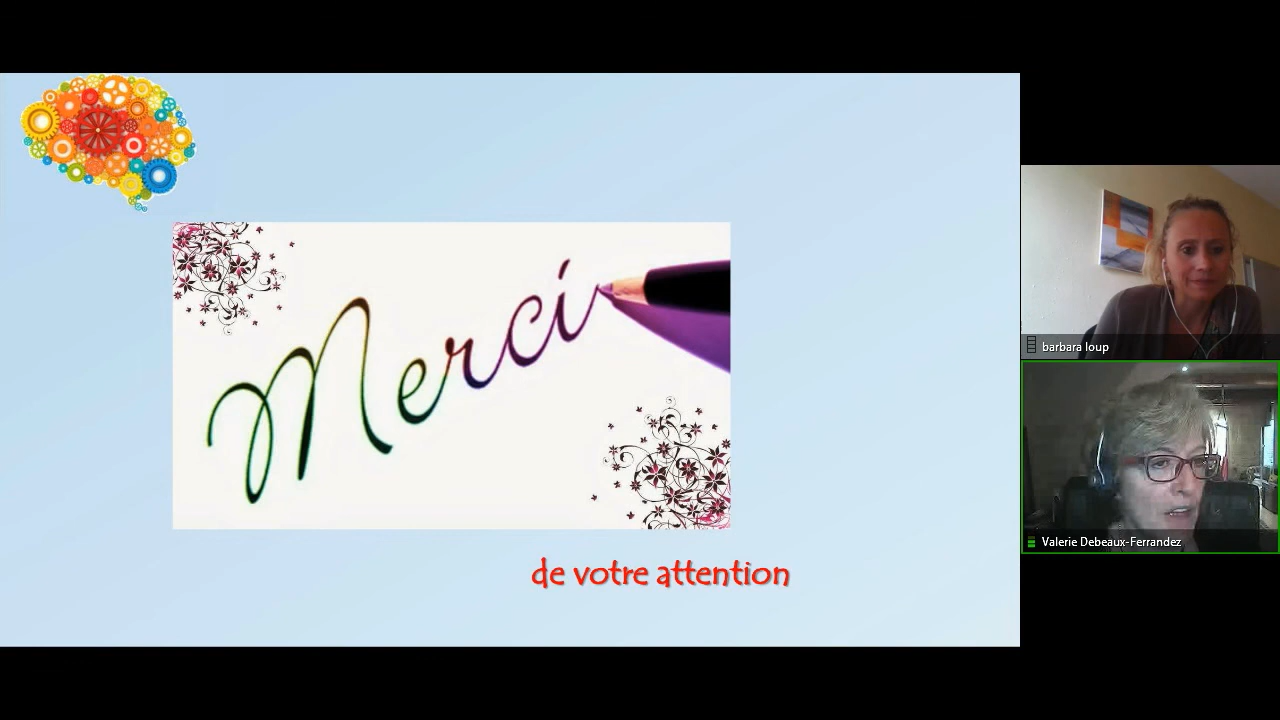 Merci
de votre attention
barbara loup
Valerie Debeaux-Ferrandez